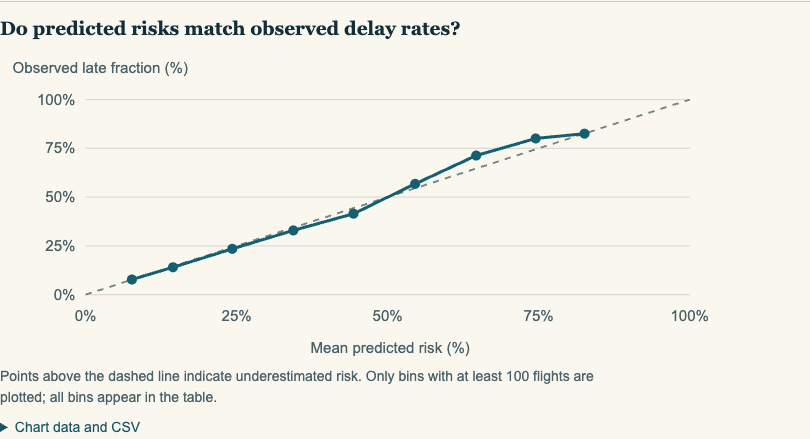 Do predicted risks match observed delay rates?
Observed late fraction (%)
100%
75%
50%
25%
0%
0% 25% 50% 75% 100%
Mean predicted risk (%)
Points above the dashed line indicate underestimated risk. Only bins with at least 100 flights are
plotted; all bins appear in the table.
Chart data and CSV